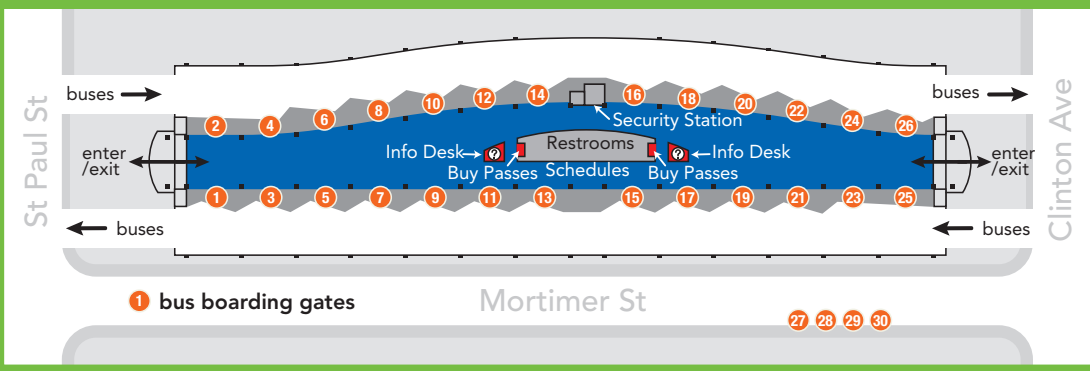 St Paul St
Clinton Ave
buses
buses
2 4 6 8 10 12 14 16 18 20 22 24 26
Security Station
enter
/exit
Info Desk
?
Restrooms
?
Info Desk
enter
/exit
Buy Passes
Schedules
Buy Passes
1 3 5 7 9 11 13 15 17 19 21 23 25
buses
buses
1 bus boarding gates
Mortimer St
27 28 29 30